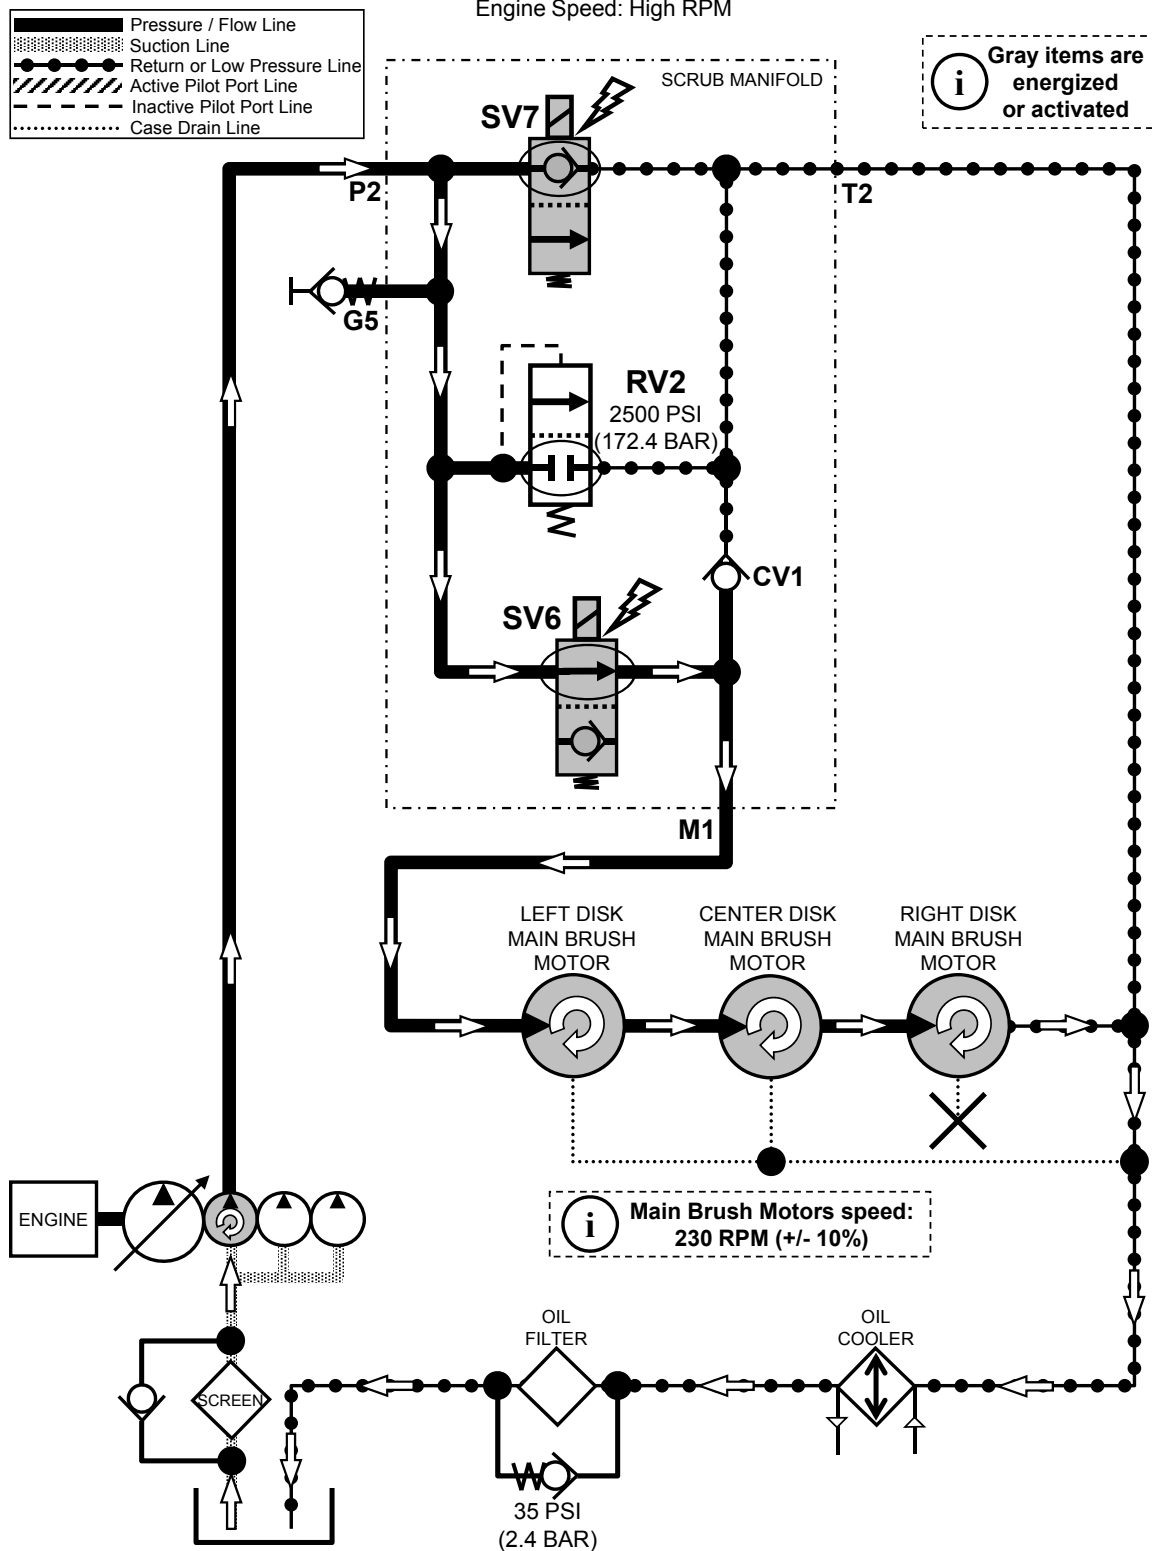 Engine Speed: High RPM
Pressure / Flow Line
Suction Line
Return or Low Pressure Line
Active Pilot Port Line
Inactive Pilot Port Line
Case Drain Line
i
Gray items are
energized
or activated
SCRUB MANIFOLD
SV7
P2
T2
G5
RV2
2500 PSI
(172.4 BAR)
CV1
SV6
M1
LEFT DISK
MAIN BRUSH
MOTOR
CENTER DISK
MAIN BRUSH
MOTOR
RIGHT DISK
MAIN BRUSH
MOTOR
ENGINE
i
Main Brush Motors speed:
230 RPM (+/- 10%)
OIL
FILTER
OIL
COOLER
SCREEN
35 PSI
(2.4 BAR)